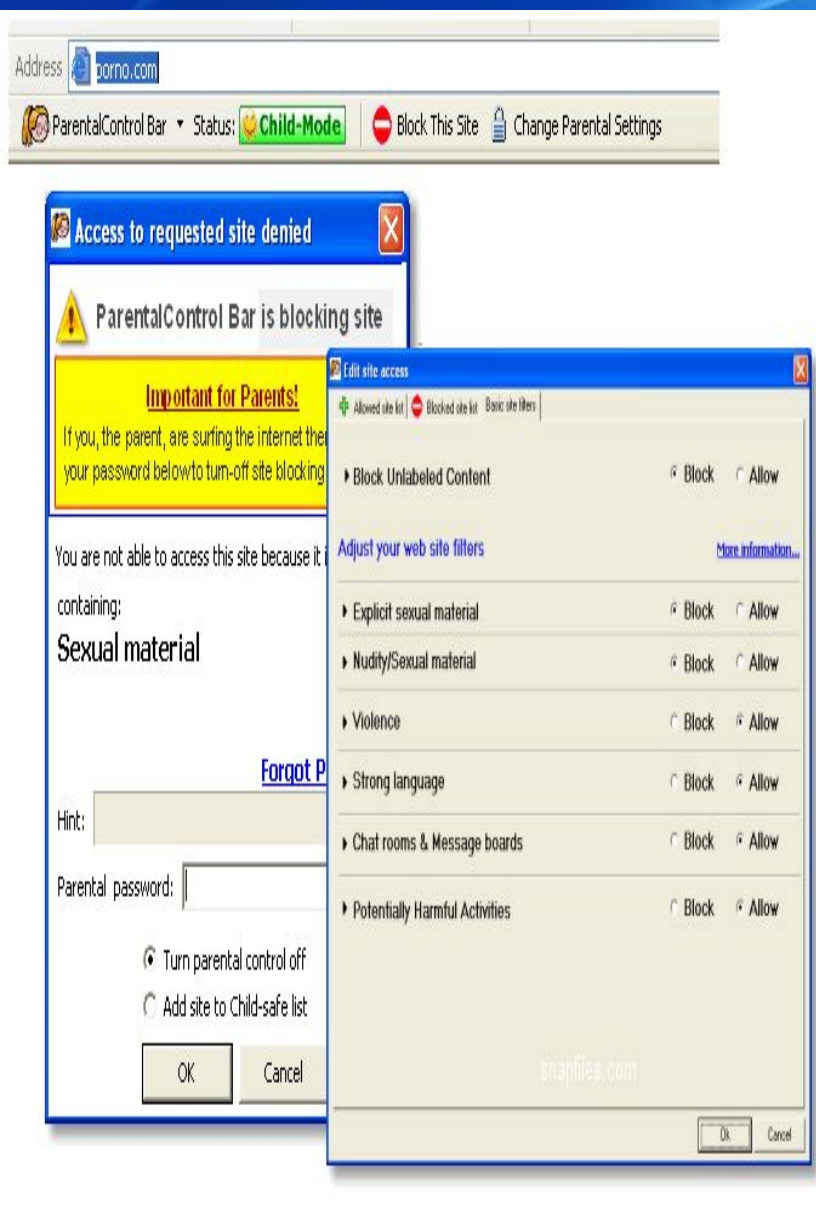 Address porno.com
ParentalControl Bar Status: Child-Mode Block This Site Change Parental Settings
Access to requested site denied
ParentalControl Bar is blocking site
Important for Parents!
If you, the parent, are surfing the internet then
your password belowto turn-off site blocking
You are not able to access this site because it i
containing:
Sexual material
Forgot P
Hint:
Parental password:
Turn parental control off
Add site to Child-safe list
OK Cancel
Edit site access
Allowed site list Blocked site list Basic site filters
Block Unlabeled Content Block Allow
Adjust your web site filters More information...
Explicit sexual material Block Allow
Nudity/Sexual material Block Allow
Violence Block Allow
Strong language Block Allow
Chat rooms & Message boards Block Allow
Potentially Harmful Activities Block Allow
snapfiles.com
Ok Cancel